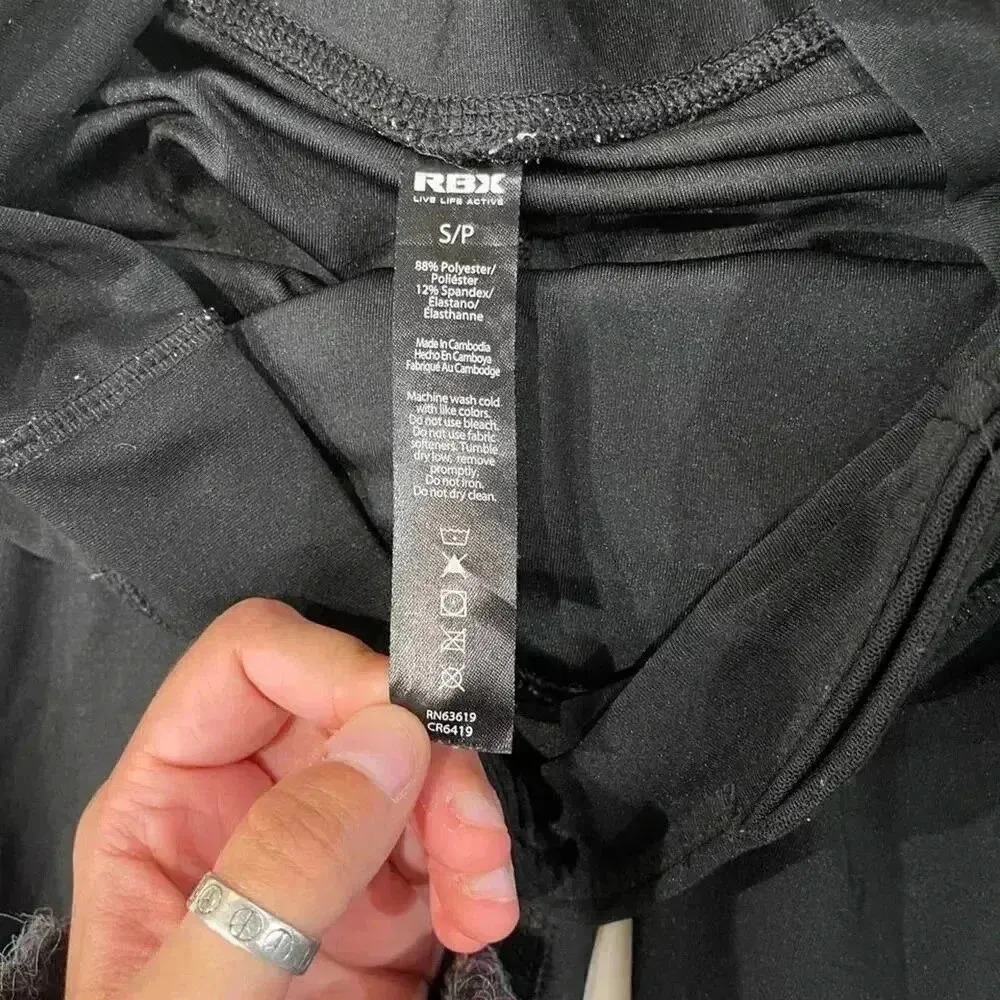 RBX
LIVE LIFE ACTIVE
S/P
88% Polyester/
Poliéster
12% Spandex/
Elastano/
Élasthanne
Made In Cambodia
Hecho En Camboya
Fabriqué Au Cambodge
Machine wash cold
with like colors.
Do not use bleach.
Do not use fabric
softeners. Tumble
dry low, remove
promptly.
Do not iron.
Do not dry clean.
RN63619
CR6419